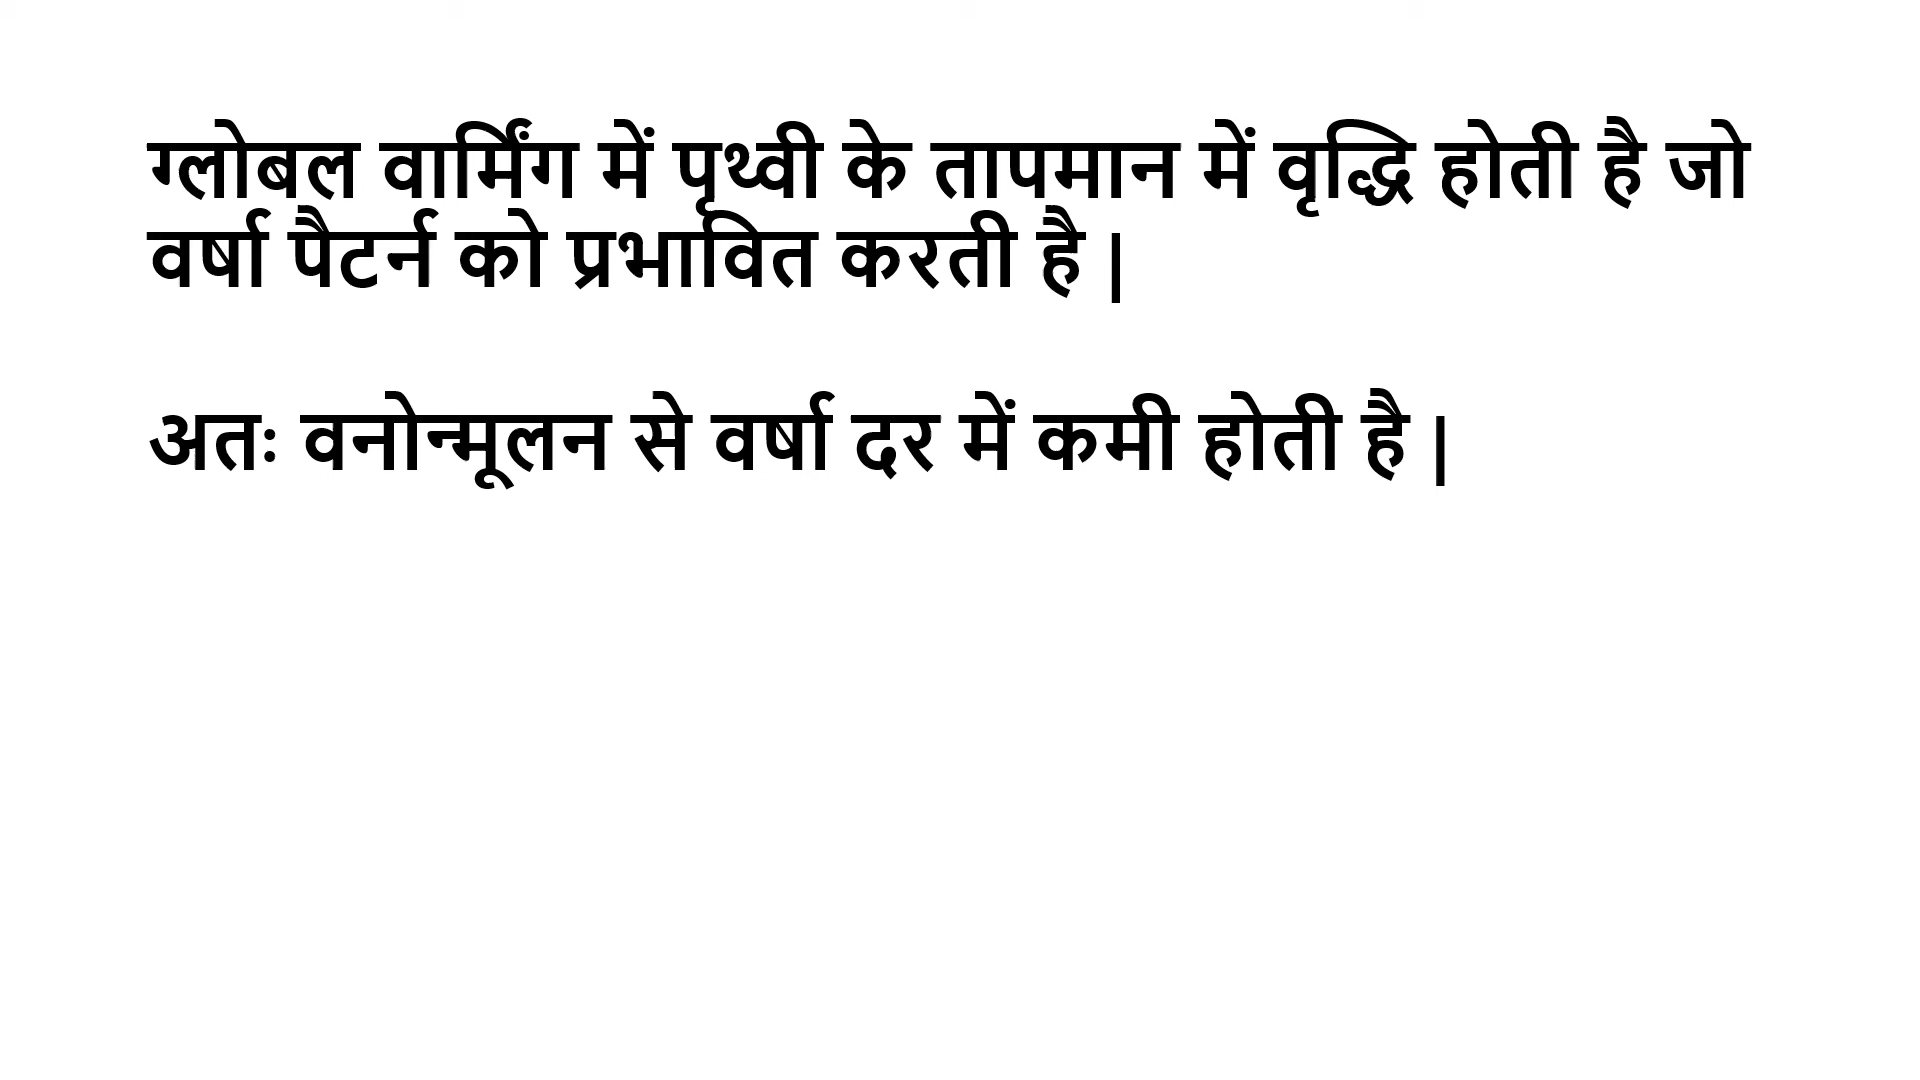 ग्लोबल वार्मिंग में पृथ्वी के तापमान में वृद्धि होती है जो
वर्षा पैटर्न को प्रभावित करती है |
अतः वनोन्मूलन से वर्षा दर में कमी होती है |